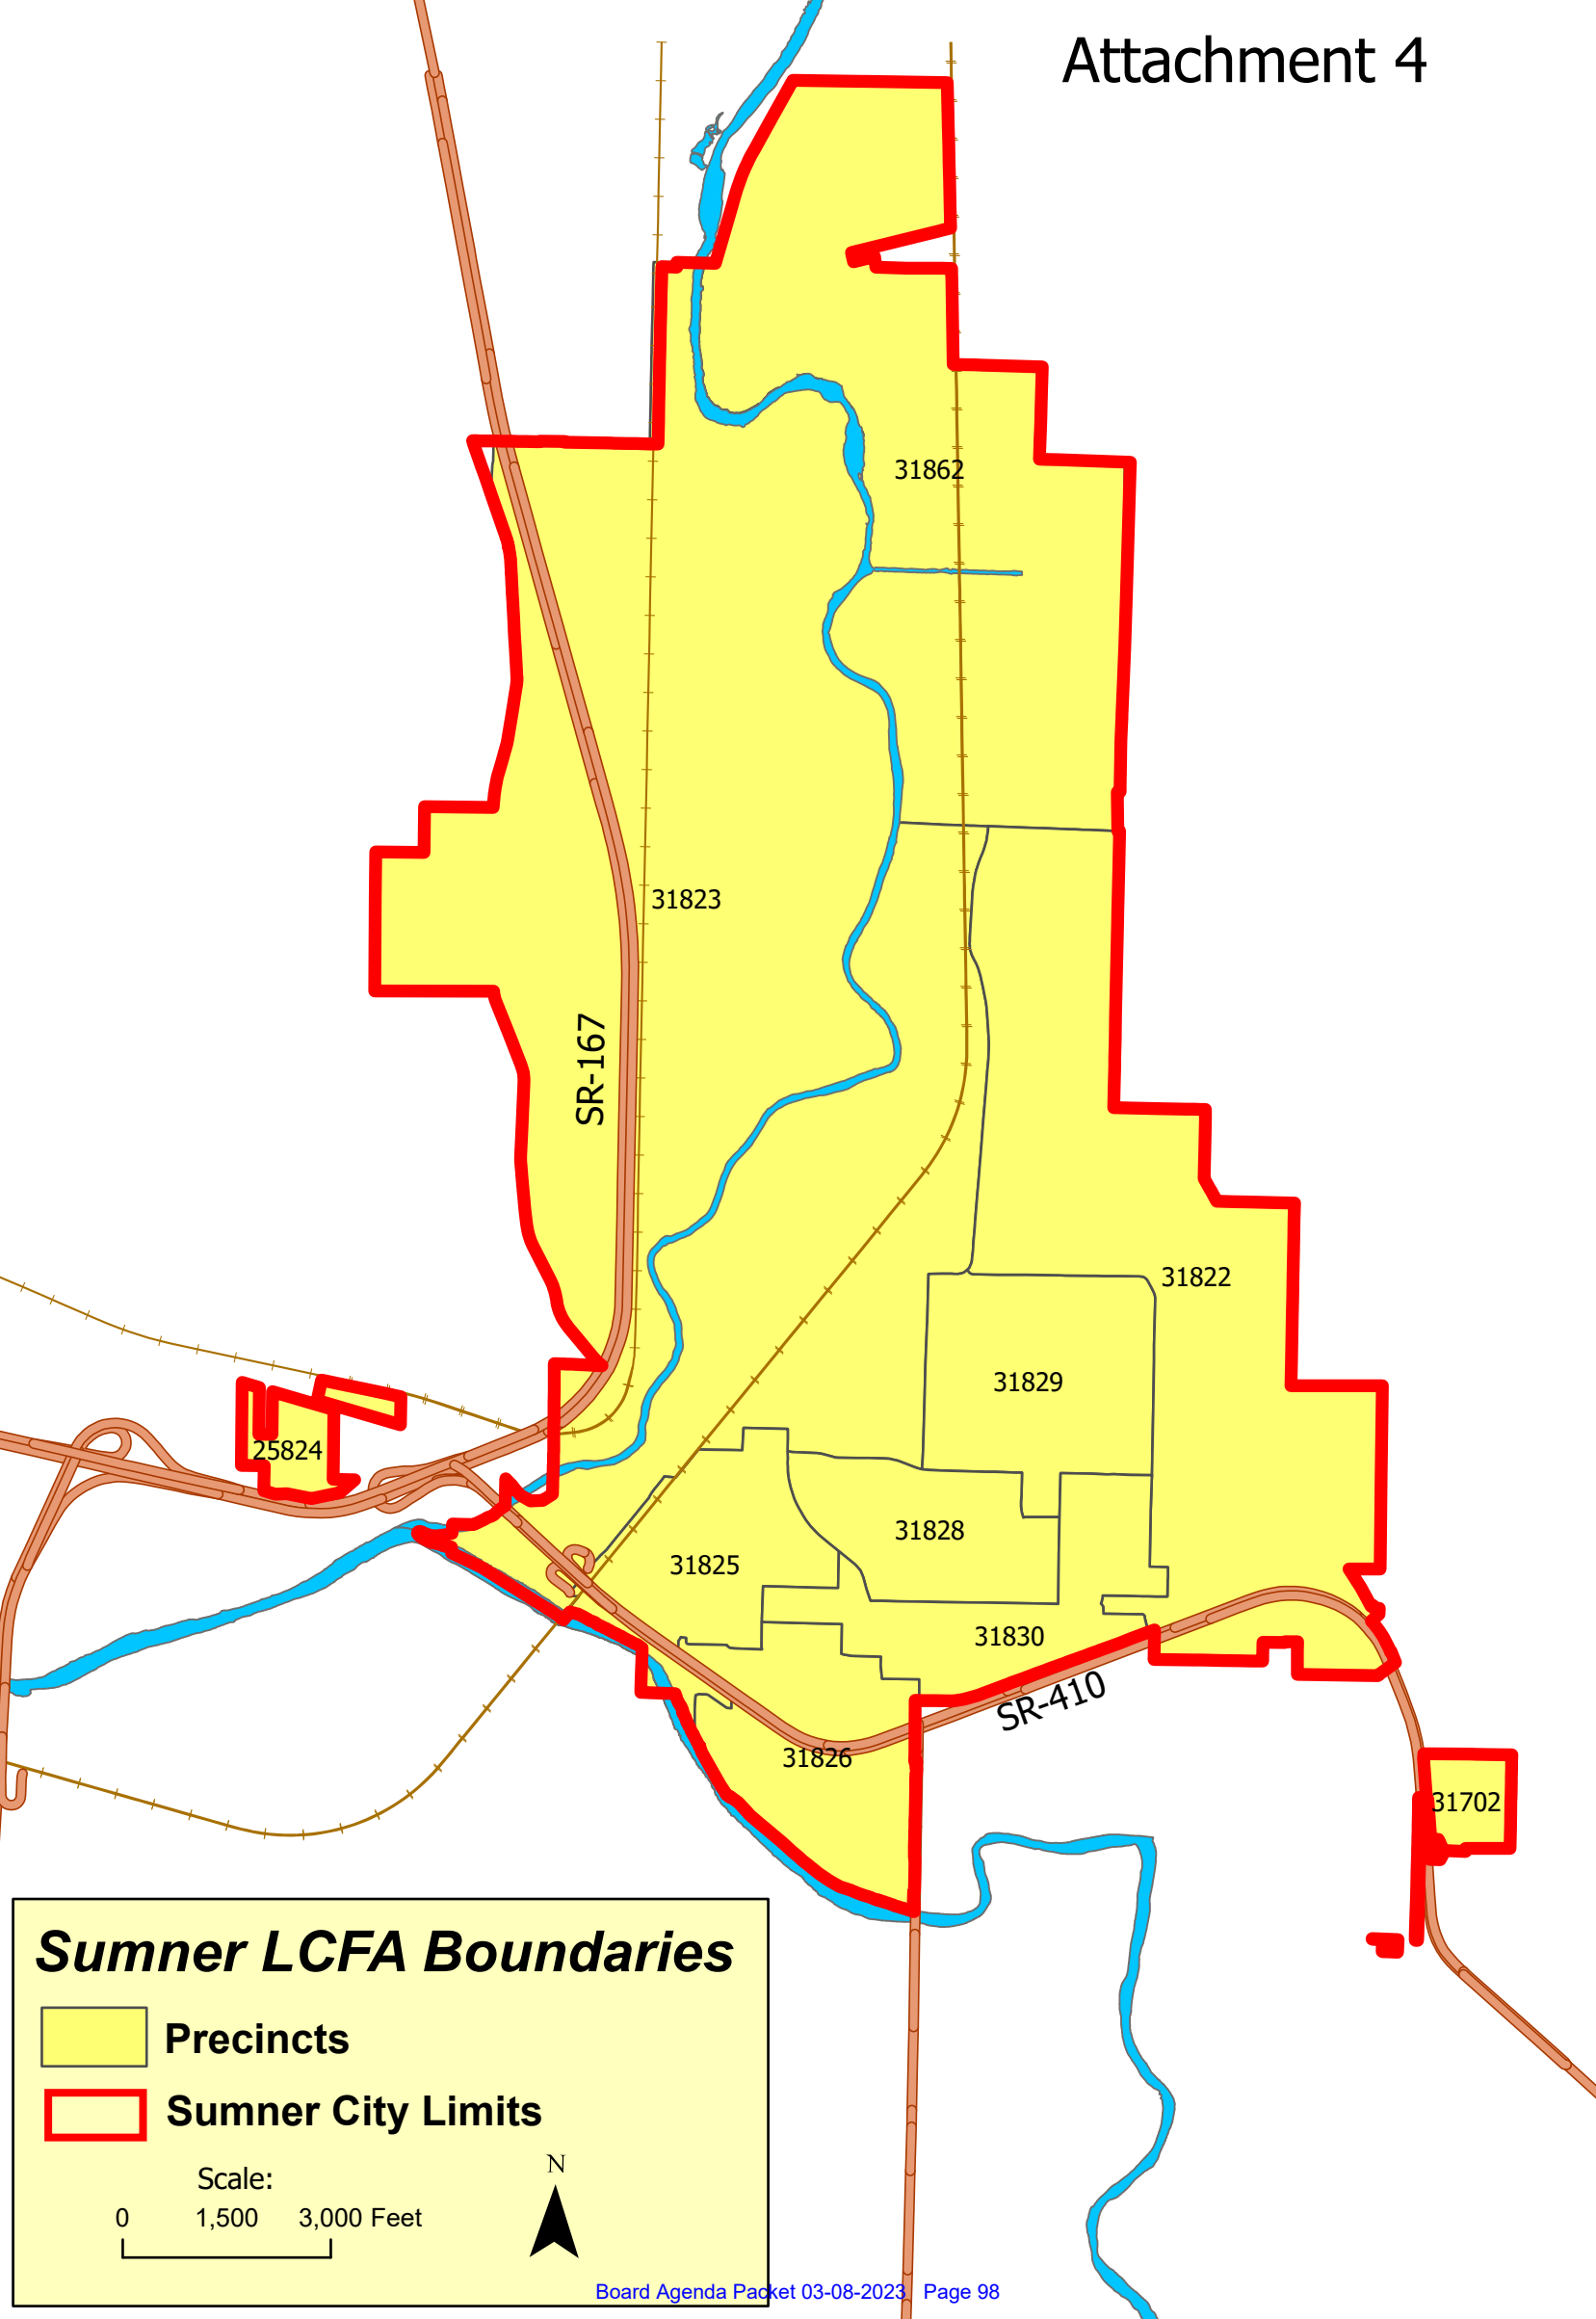 Attachment 4
31862
31823
SR-167
31822
31829
25824
31828
31825
31830
SR-410
31826
31702
Sumner LCFA Boundaries
Precincts
Sumner City Limits
Scale:
N
0 1,500 3,000 Feet
Board Agenda Packet 03-08-2023 Page 98